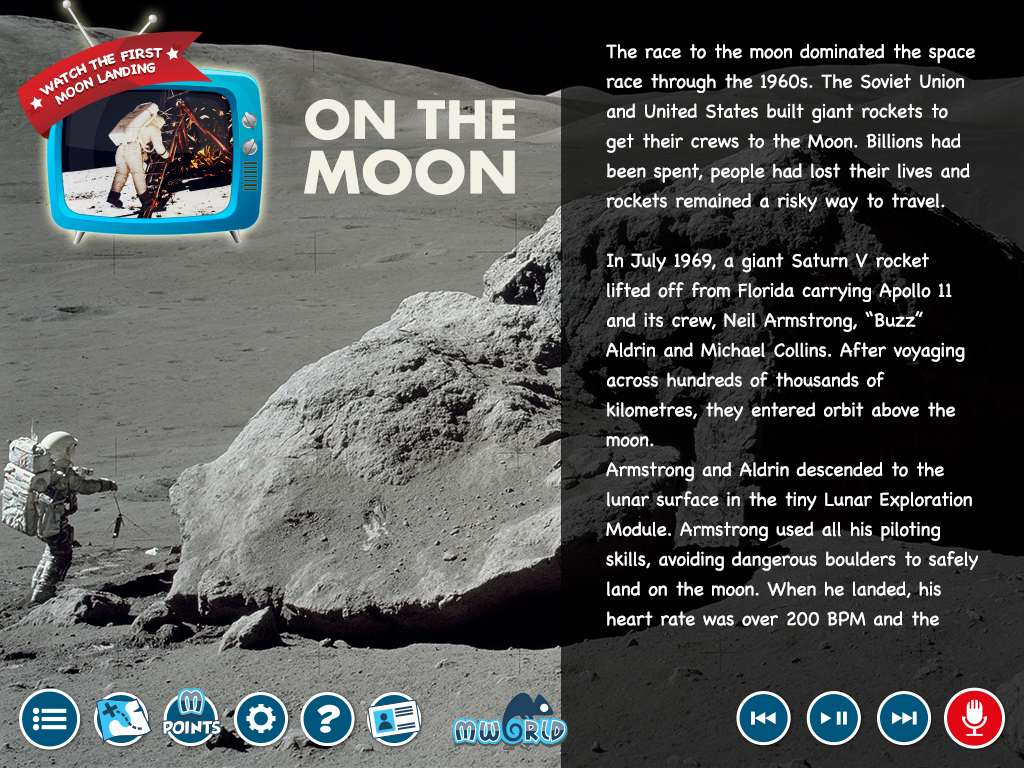 WATCH THE FIRST
MOON LANDING
ON THE
MOON
The race to the moon dominated the space
race through the 1960s. The Soviet Union
and United States built giant rockets to
get their crews to the Moon. Billions had
been spent, people had lost their lives and
rockets remained a risky way to travel.
In July 1969, a giant Saturn V rocket
lifted off from Florida carrying Apollo 11
and its crew, Neil Armstrong, “Buzz”
Aldrin and Michael Collins. After voyaging
across hundreds of thousands of
kilometres, they entered orbit above the
moon.
Armstrong and Aldrin descended to the
lunar surface in the tiny Lunar Exploration
Module. Armstrong used all his piloting
skills, avoiding dangerous boulders to safely
land on the moon. When he landed, his
heart rate was over 200 BPM and the
M
POINTS
?
MWORLD